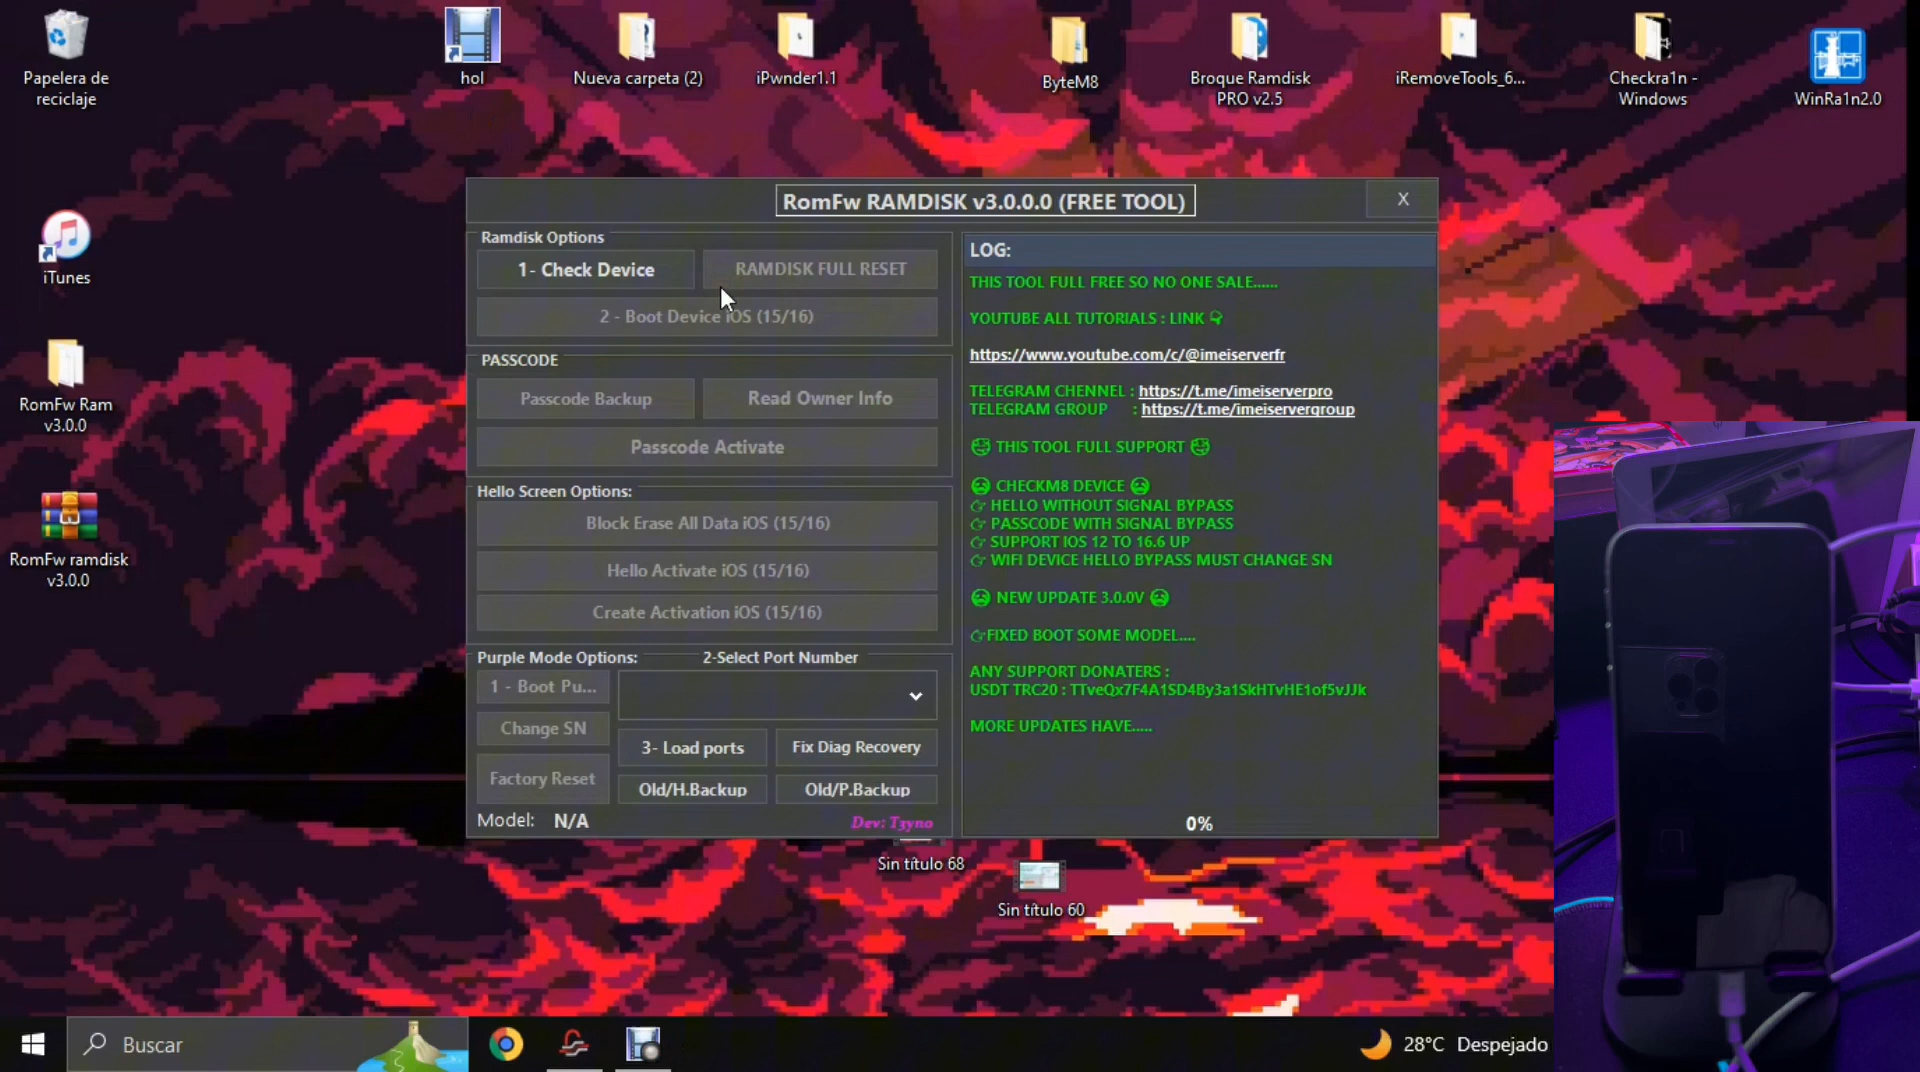 Papelera de
reciclaje
hol
Nueva carpeta (2)
iPwnder1.1
ByteM8
Broque Ramdisk
PRO v2.5
iRemoveTools_6...
Checkra1n -
Windows
WinRa1n2.0
iTunes
RomFw Ram
v3.0.0
RomFw ramdisk
v3.0.0
RomFw RAMDISK v3.0.0.0 (FREE TOOL)
X
Ramdisk Options
1- Check Device
RAMDISK FULL RESET
2 - Boot Device iOS (15/16)
PASSCODE
Passcode Backup
Read Owner Info
Passcode Activate
Hello Screen Options:
Block Erase All Data iOS (15/16)
Hello Activate iOS (15/16)
Create Activation iOS (15/16)
Purple Mode Options:
2-Select Port Number
1 - Boot Pu...
Change SN
3- Load ports
Fix Diag Recovery
Factory Reset
Old/H.Backup
Old/P.Backup
Model: N/A
Dev: T3yno
LOG:
THIS TOOL FULL FREE SO NO ONE SALE......
YOUTUBE ALL TUTORIALS : LINK 👇
https://www.youtube.com/c/@imeiserverfr
TELEGRAM CHENNEL : https://t.me/imeiserverpro
TELEGRAM GROUP : https://t.me/imeiservergroup
THIS TOOL FULL SUPPORT
CHECKM8 DEVICE
👉 HELLO WITHOUT SIGNAL BYPASS
👉 PASSCODE WITH SIGNAL BYPASS
👉 SUPPORT IOS 12 TO 16.6 UP
👉 WIFI DEVICE HELLO BYPASS MUST CHANGE SN
NEW UPDATE 3.0.0V
👉FIXED BOOT SOME MODEL....
ANY SUPPORT DONATERS :
USDT TRC20 : TTveQx7F4A1SD4By3a1SkHTvHE1of5vJJk
MORE UPDATES HAVE.....
0%
Sin título 68
Sin título 60
Buscar
28°C Despejado